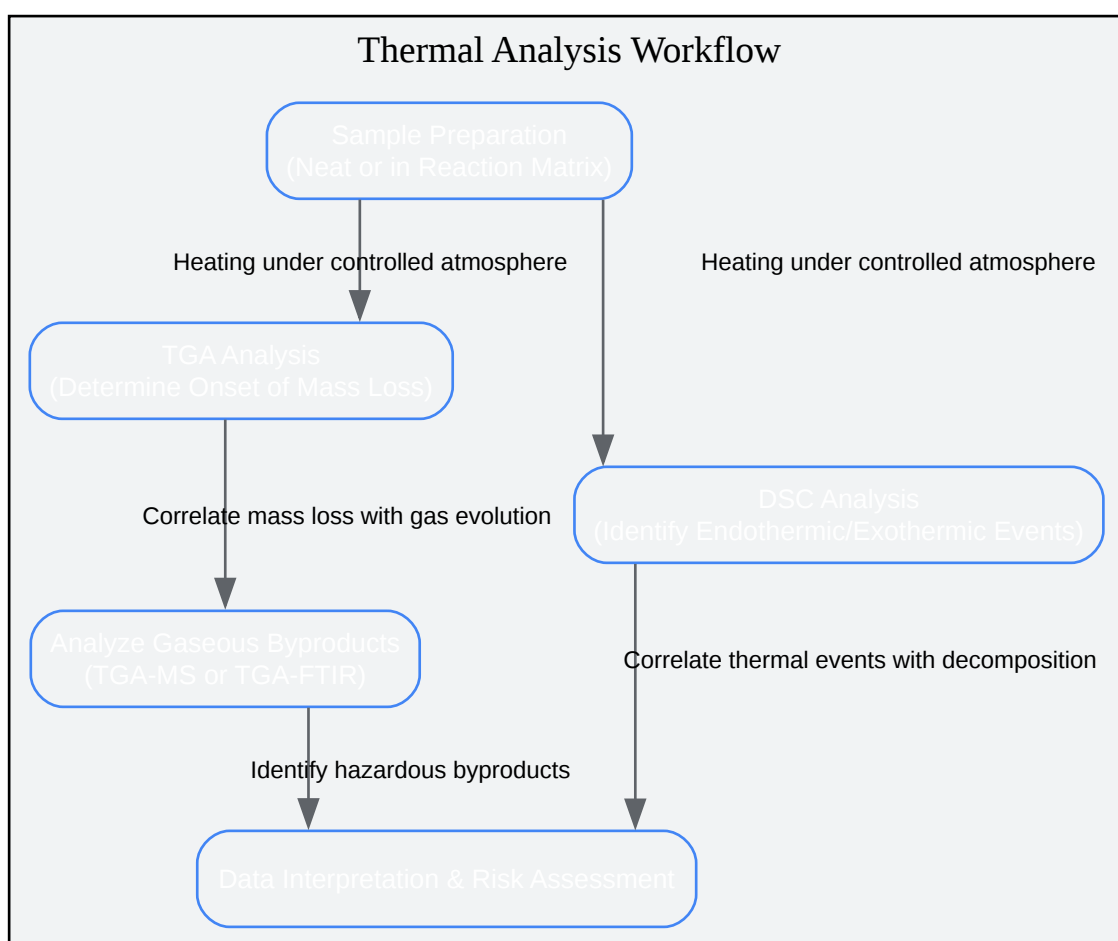 Thermal Analysis Workflow
Sample Preparation
(Neat or in Reaction Matrix)
Heating under controlled atmosphere
Heating under controlled atmosphere
TGA Analysis
(Determine Onset of Mass Loss)
Correlate mass loss with gas evolution
DSC Analysis
(Identify Endothermic/Exothermic Events)
Analyze Gaseous Byproducts
(TGA-MS or TGA-FTIR)
Correlate thermal events with decomposition
Identify hazardous byproducts
Data Interpretation & Risk Assessment